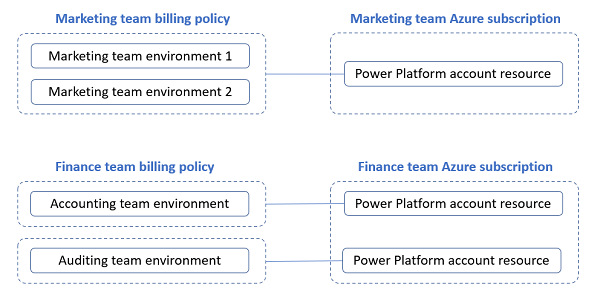 Marketing team billing policy
Marketing team Azure subscription
Marketing team environment 1
Marketing team environment 2
Power Platform account resource
Finance team billing policy
Finance team Azure subscription
Accounting team environment
Power Platform account resource
Auditing team environment
Power Platform account resource